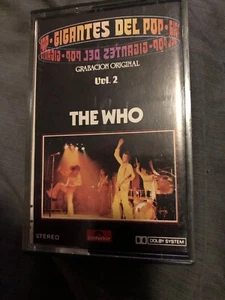 GIGANTES DEL POP
GIGANTES DEL POP
GRABACION ORIGINAL
Vol. 2
THE WHO
STEREO
DOLBY SYSTEM